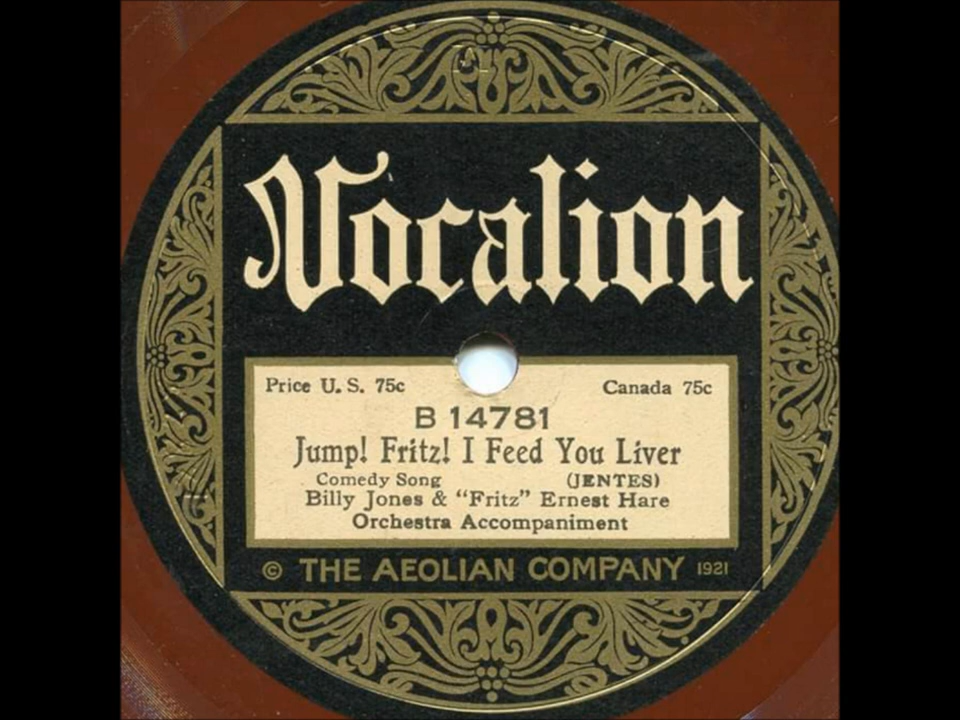 Vocalion
Price U. S. 75c Canada 75c
B 14781
Jump! Fritz! I Feed You Liver
Comedy Song (JENTES)
Billy Jones & "Fritz" Ernest Hare
Orchestra Accompaniment
© THE AEOLIAN COMPANY 1921